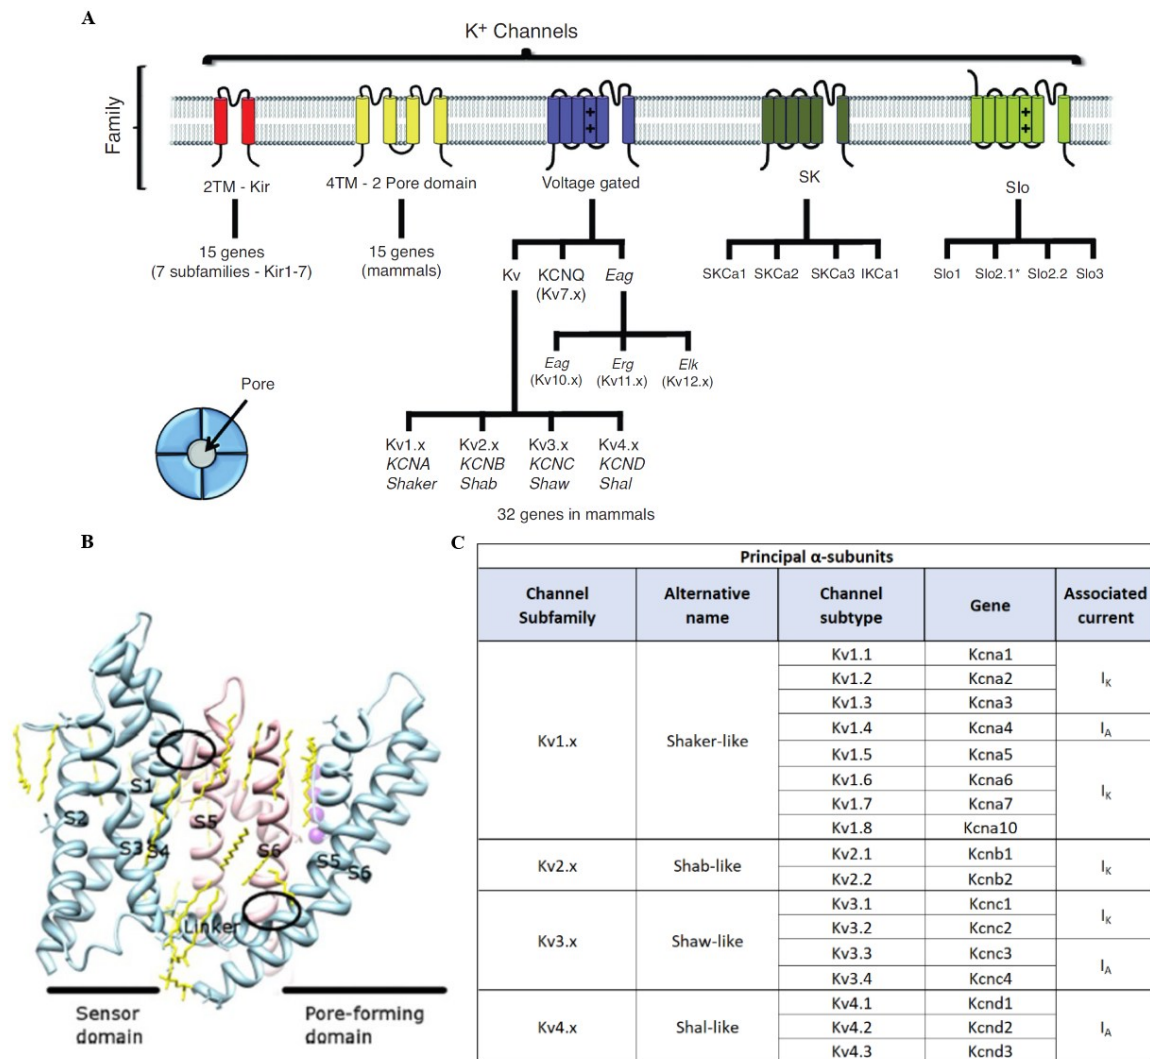 A
K+ Channels
Family
+
+
+
+
2TM - Kir
4TM - 2 Pore domain
Voltage gated
SK
Slo
15 genes
(7 subfamilies - Kir1-7)
15 genes
(mammals)
Kv
KCNQ
(Kv7.x)
Eag
SKCa1
SKCa2
SKCa3
IKCa1
Slo1
Slo2.1*
Slo2.2
Slo3
Eag
(Kv10.x)
Erg
(Kv11.x)
Elk
(Kv12.x)
Pore
Kv1.x
KCNA
Shaker
Kv2.x
KCNB
Shab
Kv3.x
KCNC
Shaw
Kv4.x
KCND
Shal
32 genes in mammals
B
S1
S2
S3
S4
S5
S6
S5
S6
Linker
Sensor
domain
Pore-forming
domain
C
Principal α-subunits
Channel Subfamily Alternative name Channel subtype Gene Associated current
Kv1.x Shaker-like
Kv1.1 Kcna1
Kv1.2 Kcna2 IK
Kv1.3 Kcna3
Kv1.4 Kcna4 IA
Kv1.5 Kcna5
Kv1.6 Kcna6
IK
Kv1.7 Kcna7
Kv1.8 Kcna10
Kv2.x Shab-like
Kv2.1 Kcnb1
IK
Kv2.2 Kcnb2
Kv3.x Shaw-like
Kv3.1 Kcnc1
IK
Kv3.2 Kcnc2
Kv3.3 Kcnc3
IA
Kv3.4 Kcnc4
Kv4.x Shal-like
Kv4.1 Kcnd1
Kv4.2 Kcnd2 IA
Kv4.3 Kcnd3